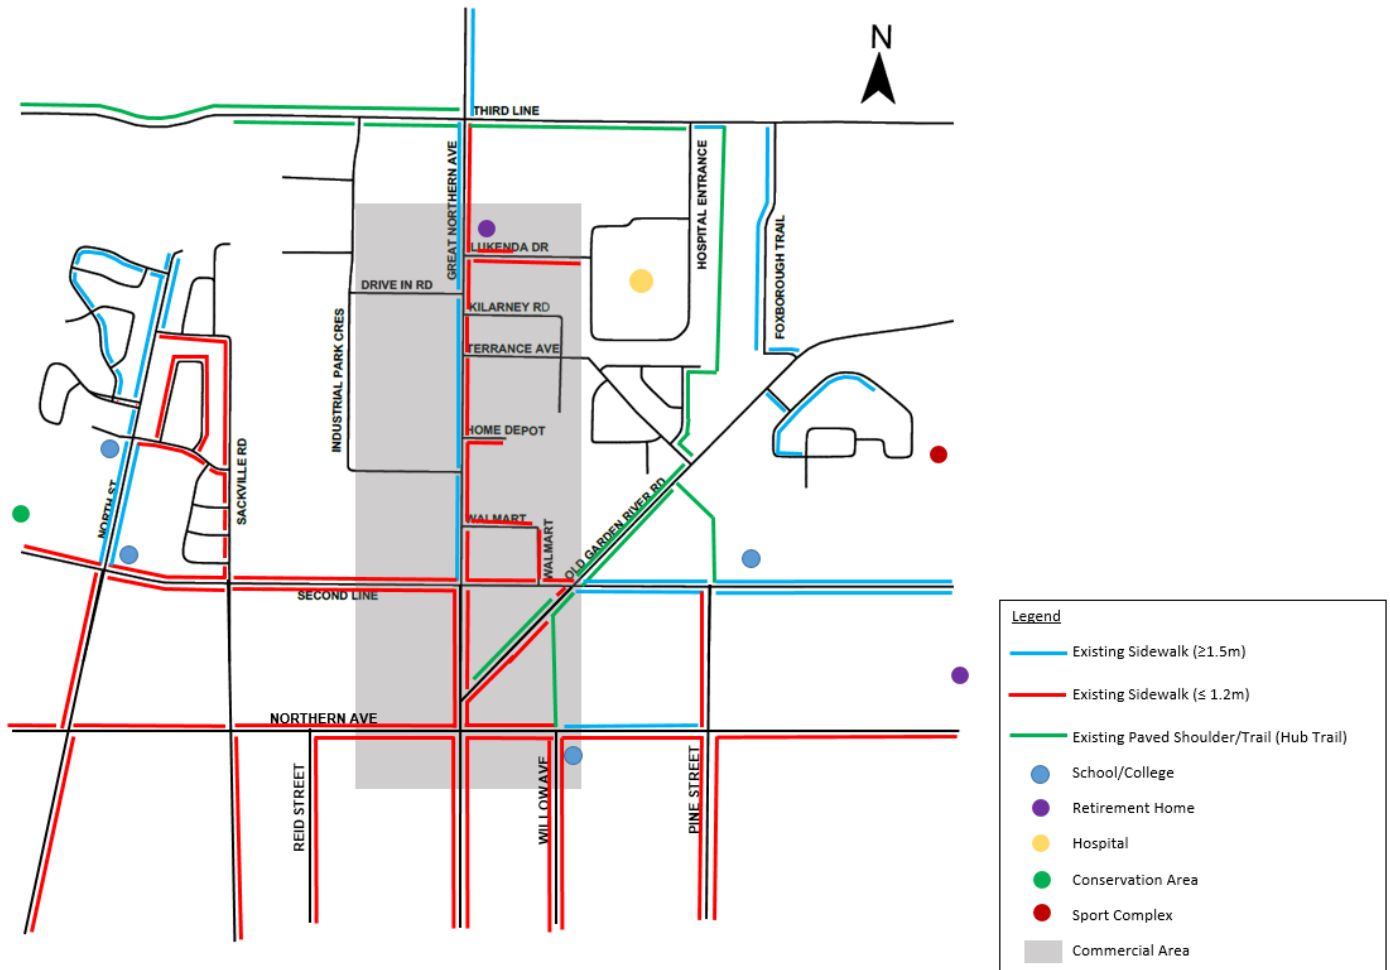 N
THIRD LINE
GREAT NORTHERN AVE
HOSPITAL ENTRANCE
FOXBOROUGH TRAIL
LUKENDA DR
DRIVE IN RD
KILARNEY RD
INDUSTRIAL PARK CRES
TERRANCE AVE
HOME DEPOT
SACKVILLE RD
NORTH ST
WALMART
WALMART
OLD GARDEN RIVER RD
SECOND LINE
NORTHERN AVE
REID STREET
WILLOW AVE
PINE STREET
Legend
Existing Sidewalk (≥1.5m)
Existing Sidewalk (≤ 1.2m)
Existing Paved Shoulder/Trail (Hub Trail)
School/College
Retirement Home
Hospital
Conservation Area
Sport Complex
Commercial Area